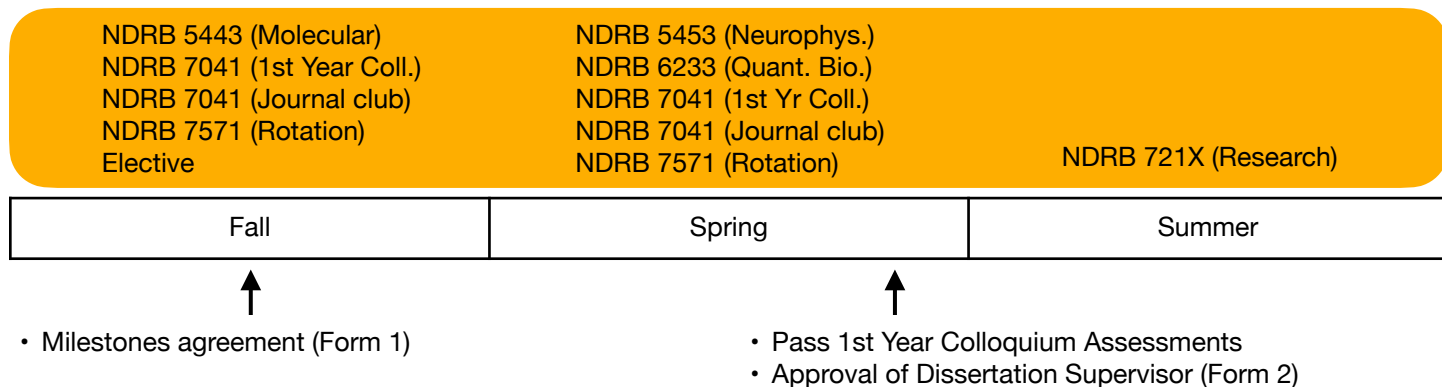 NDRB 5443 (Molecular)
NDRB 7041 (1st Year Coll.)
NDRB 7041 (Journal club)
NDRB 7571 (Rotation)
Elective
NDRB 5453 (Neurophys.)
NDRB 6233 (Quant. Bio.)
NDRB 7041 (1st Yr Coll.)
NDRB 7041 (Journal club)
NDRB 7571 (Rotation)
NDRB 721X (Research)
Fall
Spring
Summer
• Milestones agreement (Form 1)
• Pass 1st Year Colloquium Assessments
• Approval of Dissertation Supervisor (Form 2)